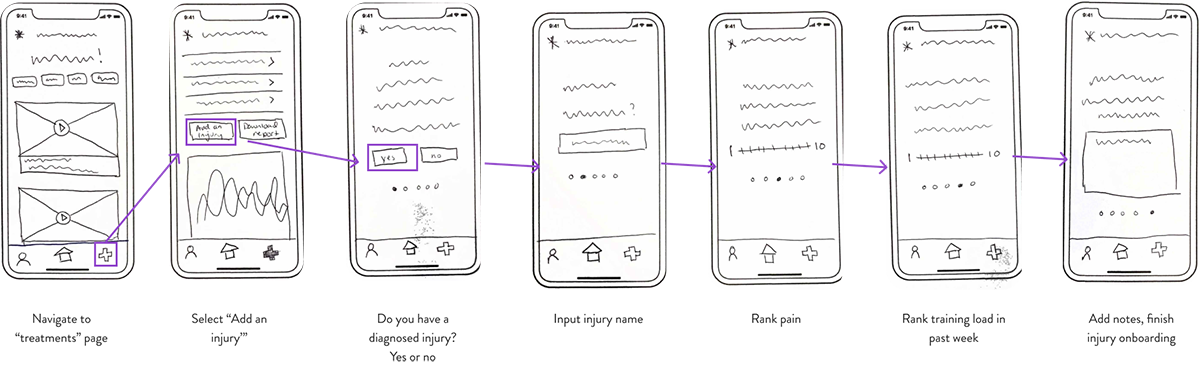 9:41
9:41
9:41
9:41
9:41
9:41
9:41
Add an
injury
Download
report
yes
no
?
1
10
1
10
!
Navigate to
“treatments” page
Select “Add an
injury’”
Do you have a
diagnosed injury?
Yes or no
Input injury name
Rank pain
Rank training load in
past week
Add notes, finish
injury onboarding